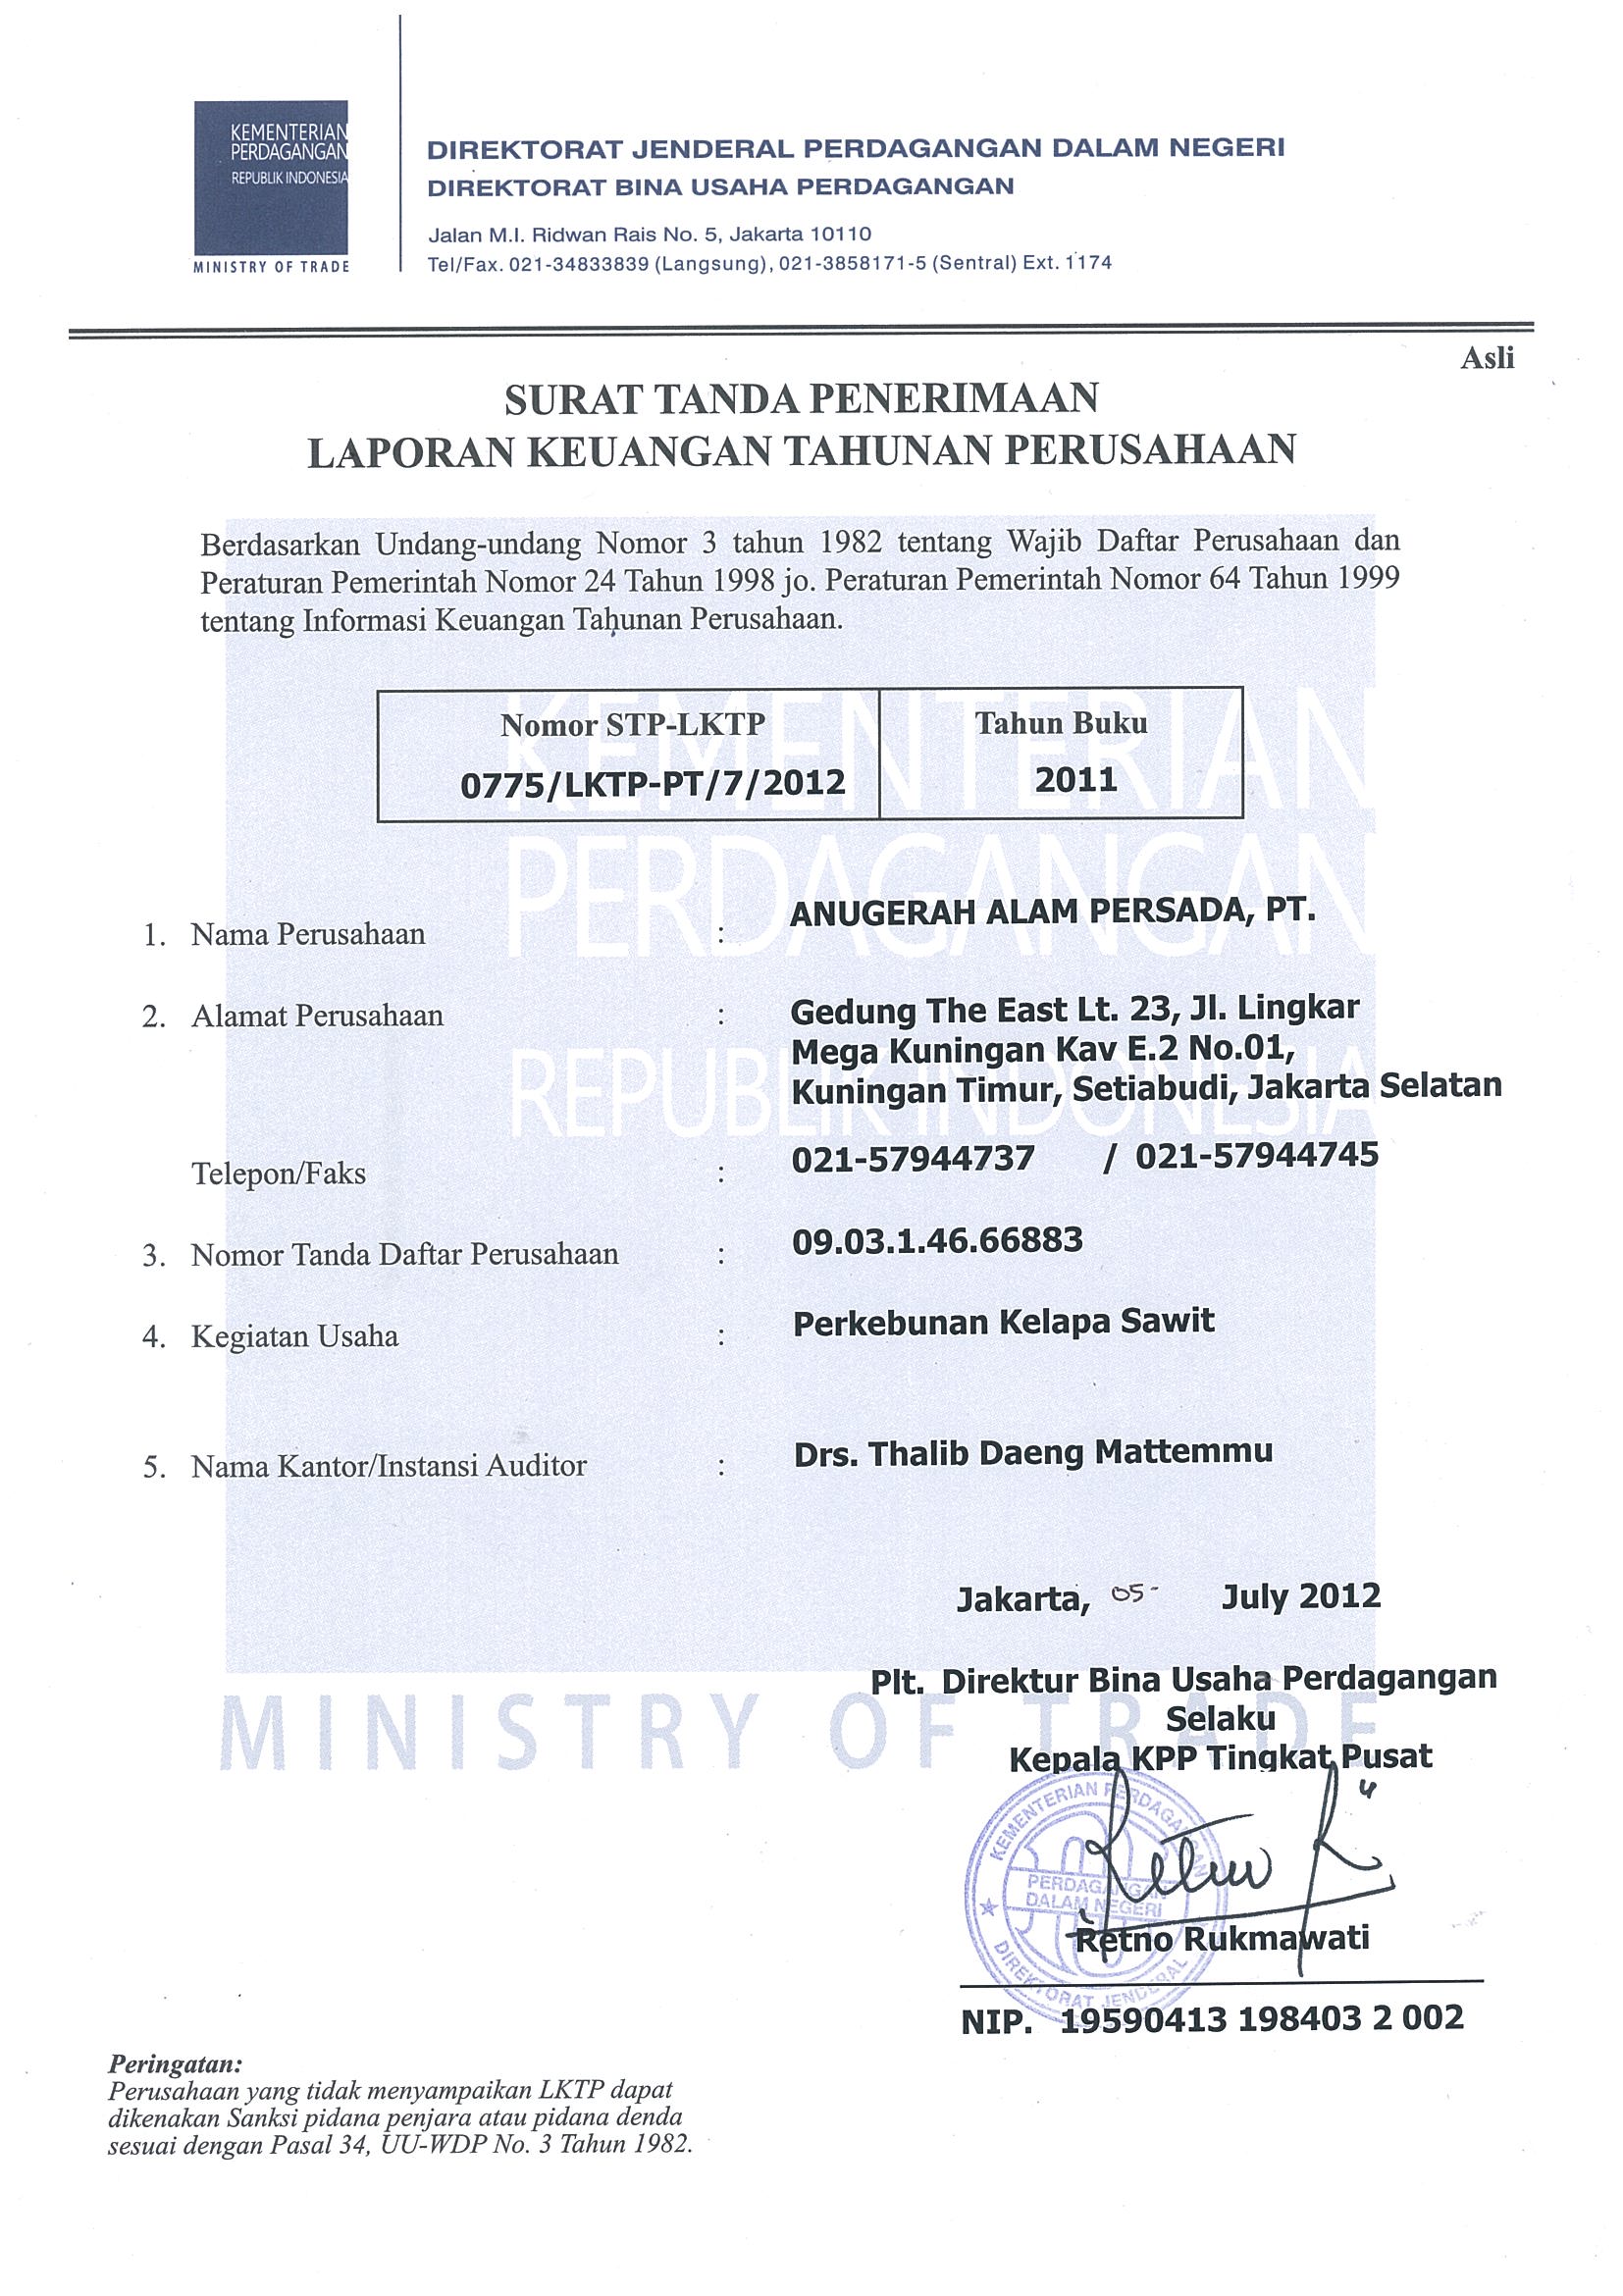 KEMENTERIAN
PERDAGANGAN
REPUBLIK INDONESIA
MINISTRY OF TRADE
DIREKTORAT JENDERAL PERDAGANGAN DALAM NEGERI
DIREKTORAT BINA USAHA PERDAGANGAN
Jalan M.I. Ridwan Rais No. 5, Jakarta 10110
Tel/Fax. 021-34833839 (Langsung), 021-3858171-5 (Sentral) Ext. 1174
Asli
SURAT TANDA PENERIMAAN
LAPORAN KEUANGAN TAHUNAN PERUSAHAAN
Berdasarkan Undang-undang Nomor 3 tahun 1982 tentang Wajib Daftar Perusahaan dan
Peraturan Pemerintah Nomor 24 Tahun 1998 jo. Peraturan Pemerintah Nomor 64 Tahun 1999
tentang Informasi Keuangan Tahunan Perusahaan.
Nomor STP-LKTP Tahun Buku
0775/LKTP-PT/7/2012 2011
KEMENTERIAN
PERDAGANGAN
REPUBLIK INDONESIA
1. Nama Perusahaan : ANUGERAH ALAM PERSADA, PT.
2. Alamat Perusahaan : Gedung The East Lt. 23, Jl. Lingkar
Mega Kuningan Kav E.2 No.01,
Kuningan Timur, Setiabudi, Jakarta Selatan
Telepon/Faks : 021-57944737 / 021-57944745
3. Nomor Tanda Daftar Perusahaan : 09.03.1.46.66883
4. Kegiatan Usaha : Perkebunan Kelapa Sawit
5. Nama Kantor/Instansi Auditor : Drs. Thalib Daeng Mattemmu
Jakarta, 05- July 2012
Plt. Direktur Bina Usaha Perdagangan
Selaku
Kepala KPP Tingkat Pusat
MINISTRY OF TRADE
KEMENTERIAN PERDAGANGAN
PERDAGANGAN
DALAM NEGERI
DIREKTORAT JENDERAL
Retno Rukmawati
NIP. 19590413 198403 2 002
Peringatan:
Perusahaan yang tidak menyampaikan LKTP dapat
dikenakan Sanksi pidana penjara atau pidana denda
sesuai dengan Pasal 34, UU-WDP No. 3 Tahun 1982.